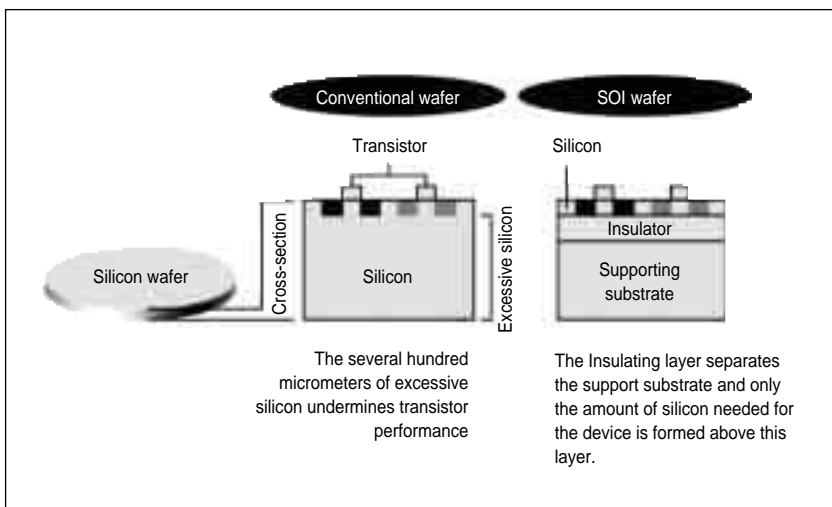 Conventional wafer
SOI wafer
Transistor
Silicon
Silicon wafer
Cross-section
Silicon
Excessive silicon
Insulator
Supporting
substrate
The several hundred
micrometers of excessive
silicon undermines transistor
performance
The Insulating layer separates
the support substrate and only
the amount of silicon needed for
the device is formed above this
layer.